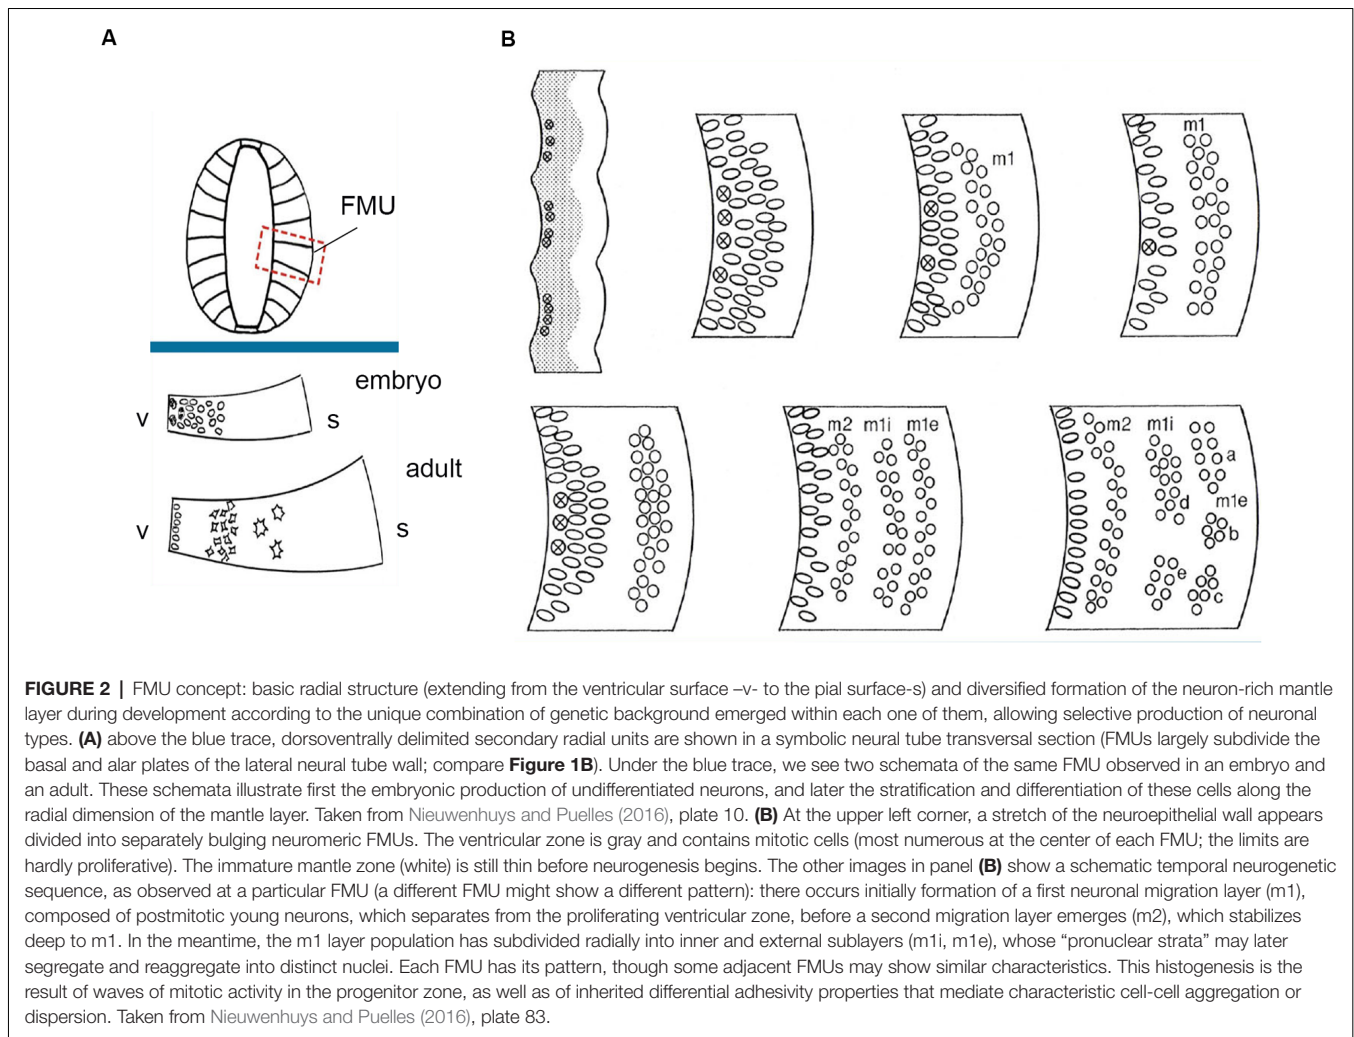 A
B
FMU
embryo
v
s
adult
v
s
m1
m1
m2 m1i m1e
m2 m1i
a
d
m1e
b
e
c
FIGURE 2 | FMU concept: basic radial structure (extending from the ventricular surface –v- to the pial surface-s) and diversified formation of the neuron-rich mantle
layer during development according to the unique combination of genetic background emerged within each one of them, allowing selective production of neuronal
types. (A) above the blue trace, dorsoventrally delimited secondary radial units are shown in a symbolic neural tube transversal section (FMUs largely subdivide the
basal and alar plates of the lateral neural tube wall; compare Figure 1B). Under the blue trace, we see two schemata of the same FMU observed in an embryo and
an adult. These schemata illustrate first the embryonic production of undifferentiated neurons, and later the stratification and differentiation of these cells along the
radial dimension of the mantle layer. Taken from Nieuwenhuys and Puelles (2016), plate 10. (B) At the upper left corner, a stretch of the neuroepithelial wall appears
divided into separately bulging neuromeric FMUs. The ventricular zone is gray and contains mitotic cells (most numerous at the center of each FMU; the limits are
hardly proliferative). The immature mantle zone (white) is still thin before neurogenesis begins. The other images in panel (B) show a schematic temporal neurogenetic
sequence, as observed at a particular FMU (a different FMU might show a different pattern): there occurs initially formation of a first neuronal migration layer (m1),
composed of postmitotic young neurons, which separates from the proliferating ventricular zone, before a second migration layer emerges (m2), which stabilizes
deep to m1. In the meantime, the m1 layer population has subdivided radially into inner and external sublayers (m1i, m1e), whose “pronuclear strata” may later
segregate and reaggregate into distinct nuclei. Each FMU has its pattern, though some adjacent FMUs may show similar characteristics. This histogenesis is the
result of waves of mitotic activity in the progenitor zone, as well as of inherited differential adhesivity properties that mediate characteristic cell-cell aggregation or
dispersion. Taken from Nieuwenhuys and Puelles (2016), plate 83.